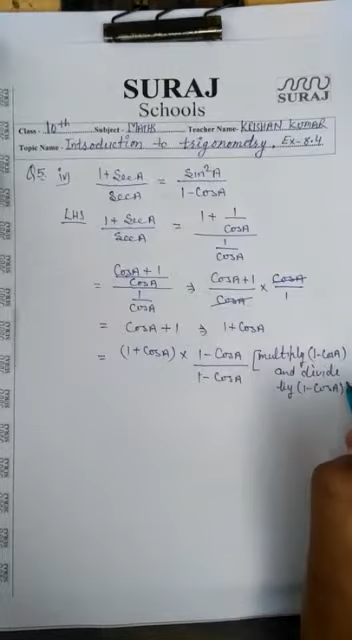 SURAJ
Schools
SURAJ
Class - 10th Subject - Maths Teacher Name - KRISHAN KUMAR
Topic Name - Introduction to trigonometry, Ex-8.4
Q5. iv) (1+SecA)/SecA = Sin²A/(1-CosA)
LHS (1+SecA)/SecA = (1+1/CosA)/(1/CosA)
= ((CosA+1)/CosA)/(1/CosA) ⇒ (CosA+1)/CosA × CosA/1
= CosA+1 ⇒ 1+CosA
= (1+CosA) × (1-CosA)/(1-CosA) [multiply (1-CosA)
and divide
by (1-CosA)